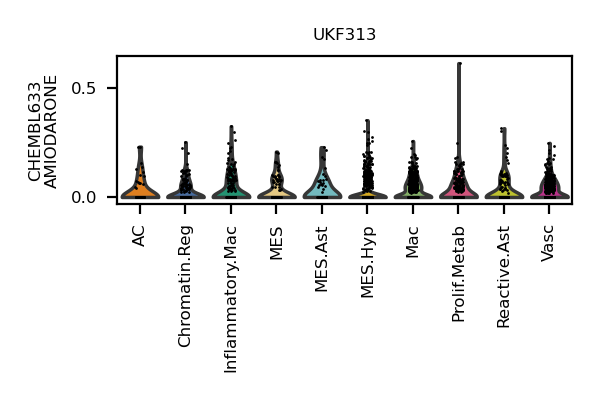 UKF313
CHEMBL633
AMIODARONE
0.5
0.0
AC
Chromatin.Reg
Inflammatory.Mac
MES
MES.Ast
MES.Hyp
Mac
Prolif.Metab
Reactive.Ast
Vasc